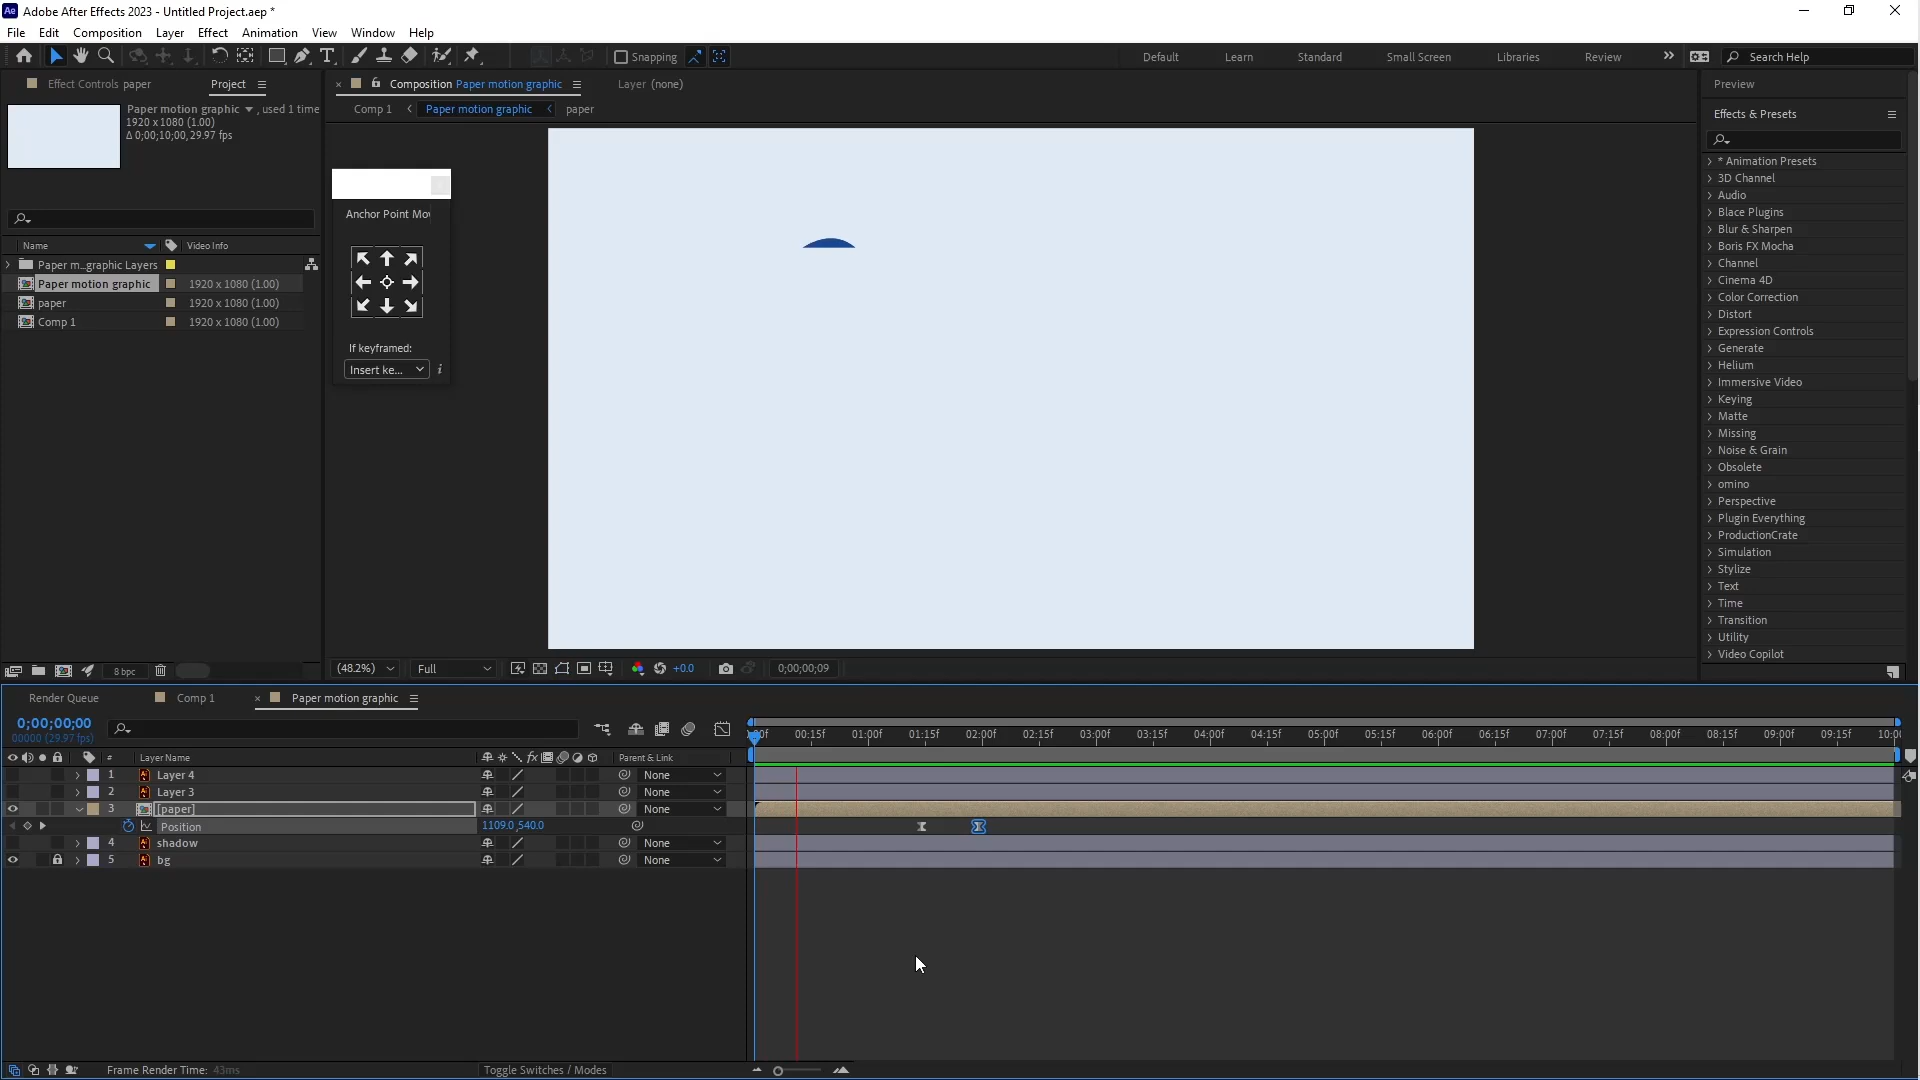 Adobe After Effects 2023 - Untitled Project.aep *
File Edit Composition Layer Effect Animation View Window Help
Snapping
Default Learn Standard Small Screen Libraries Review Search Help
Effect Controls paper Project
Composition Paper motion graphic Layer (none)
Preview
Paper motion graphic , used 1 time
1920 x 1080 (1.00)
Δ 0;00;10;00, 29.97 fps
Comp 1 Paper motion graphic paper
Effects & Presets
Name Video Info
Paper m...graphic Layers
Paper motion graphic 1920 x 1080 (1.00)
paper 1920 x 1080 (1.00)
Comp 1 1920 x 1080 (1.00)
8 bpc
Anchor Point Mov
If keyframed:
Insert ke...
(48.2%) Full +0.0 0;00;00;09
* Animation Presets
3D Channel
Audio
Blace Plugins
Blur & Sharpen
Boris FX Mocha
Channel
Cinema 4D
Color Correction
Distort
Expression Controls
Generate
Helium
Immersive Video
Keying
Matte
Missing
Noise & Grain
Obsolete
omino
Perspective
Plugin Everything
ProductionCrate
Simulation
Stylize
Text
Time
Transition
Utility
Video Copilot
Render Queue Comp 1 Paper motion graphic
0;00;00;00
00000 (29.97 fps)
00f 00:15f 01:00f 01:15f 02:00f 02:15f 03:00f 03:15f 04:00f 04:15f 05:00f 05:15f 06:00f 06:15f 07:00f 07:15f 08:00f 08:15f 09:00f 09:15f 10:00
# Layer Name fx Parent & Link
1 Layer 4 None
2 Layer 3 None
3 [paper] None
Position 1109.0,540.0
4 shadow None
5 bg None
Frame Render Time: 43ms Toggle Switches / Modes